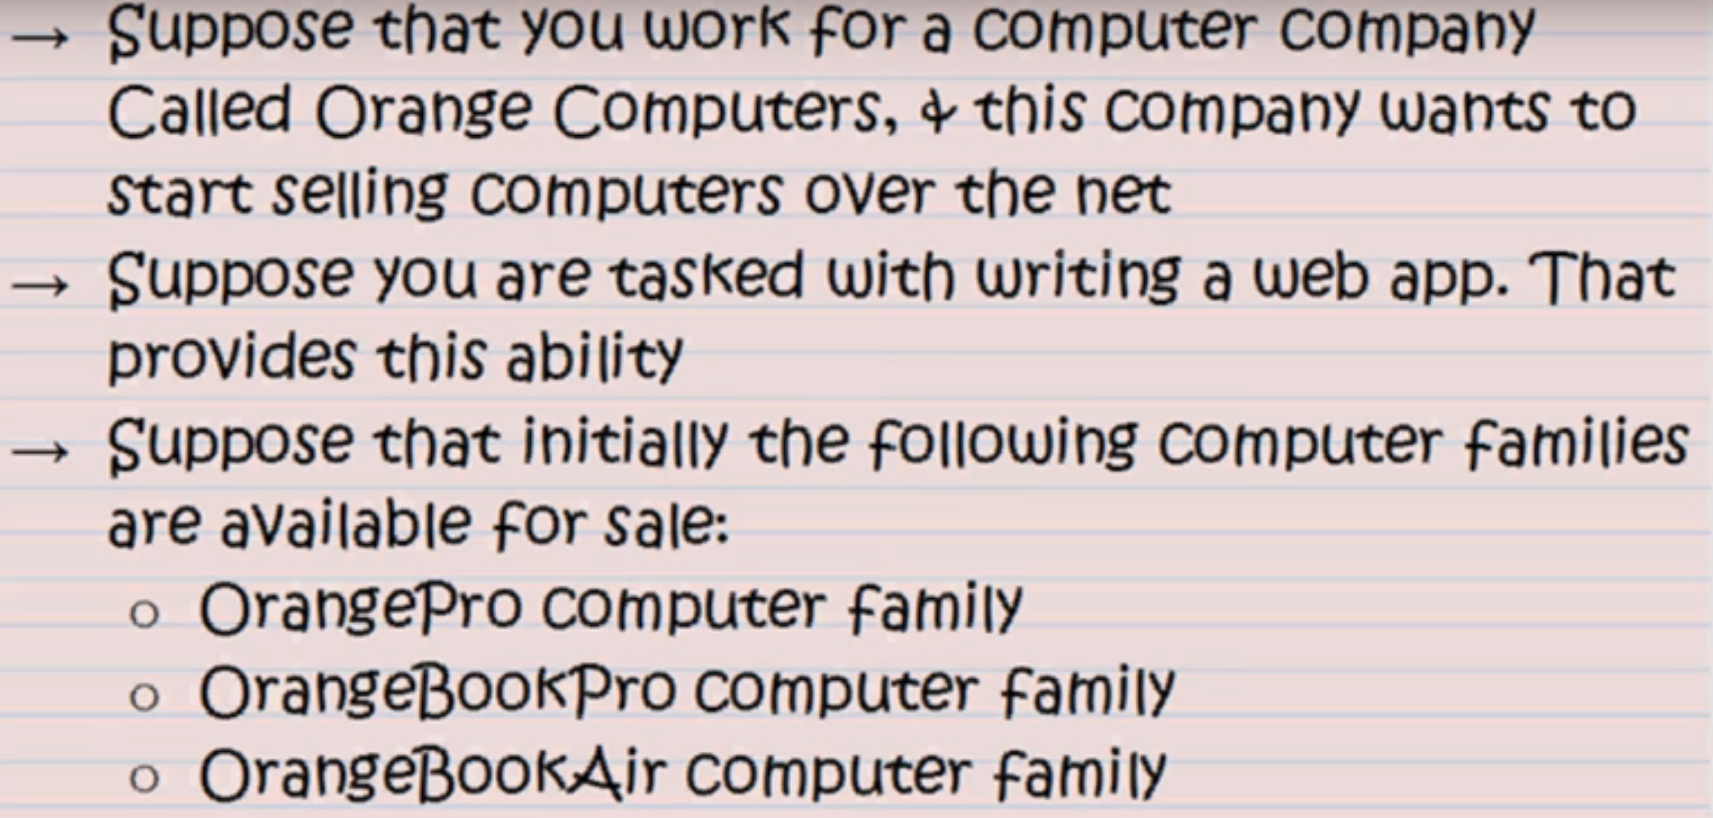 → Suppose that you work for a computer company
Called Orange Computers, & this company wants to
start selling computers over the net
→ Suppose you are tasked with writing a web app. That
provides this ability
→ Suppose that initially the following computer families
are available for sale:
○ OrangePro computer family
○ OrangeBookPro computer family
○ OrangeBookAir computer family